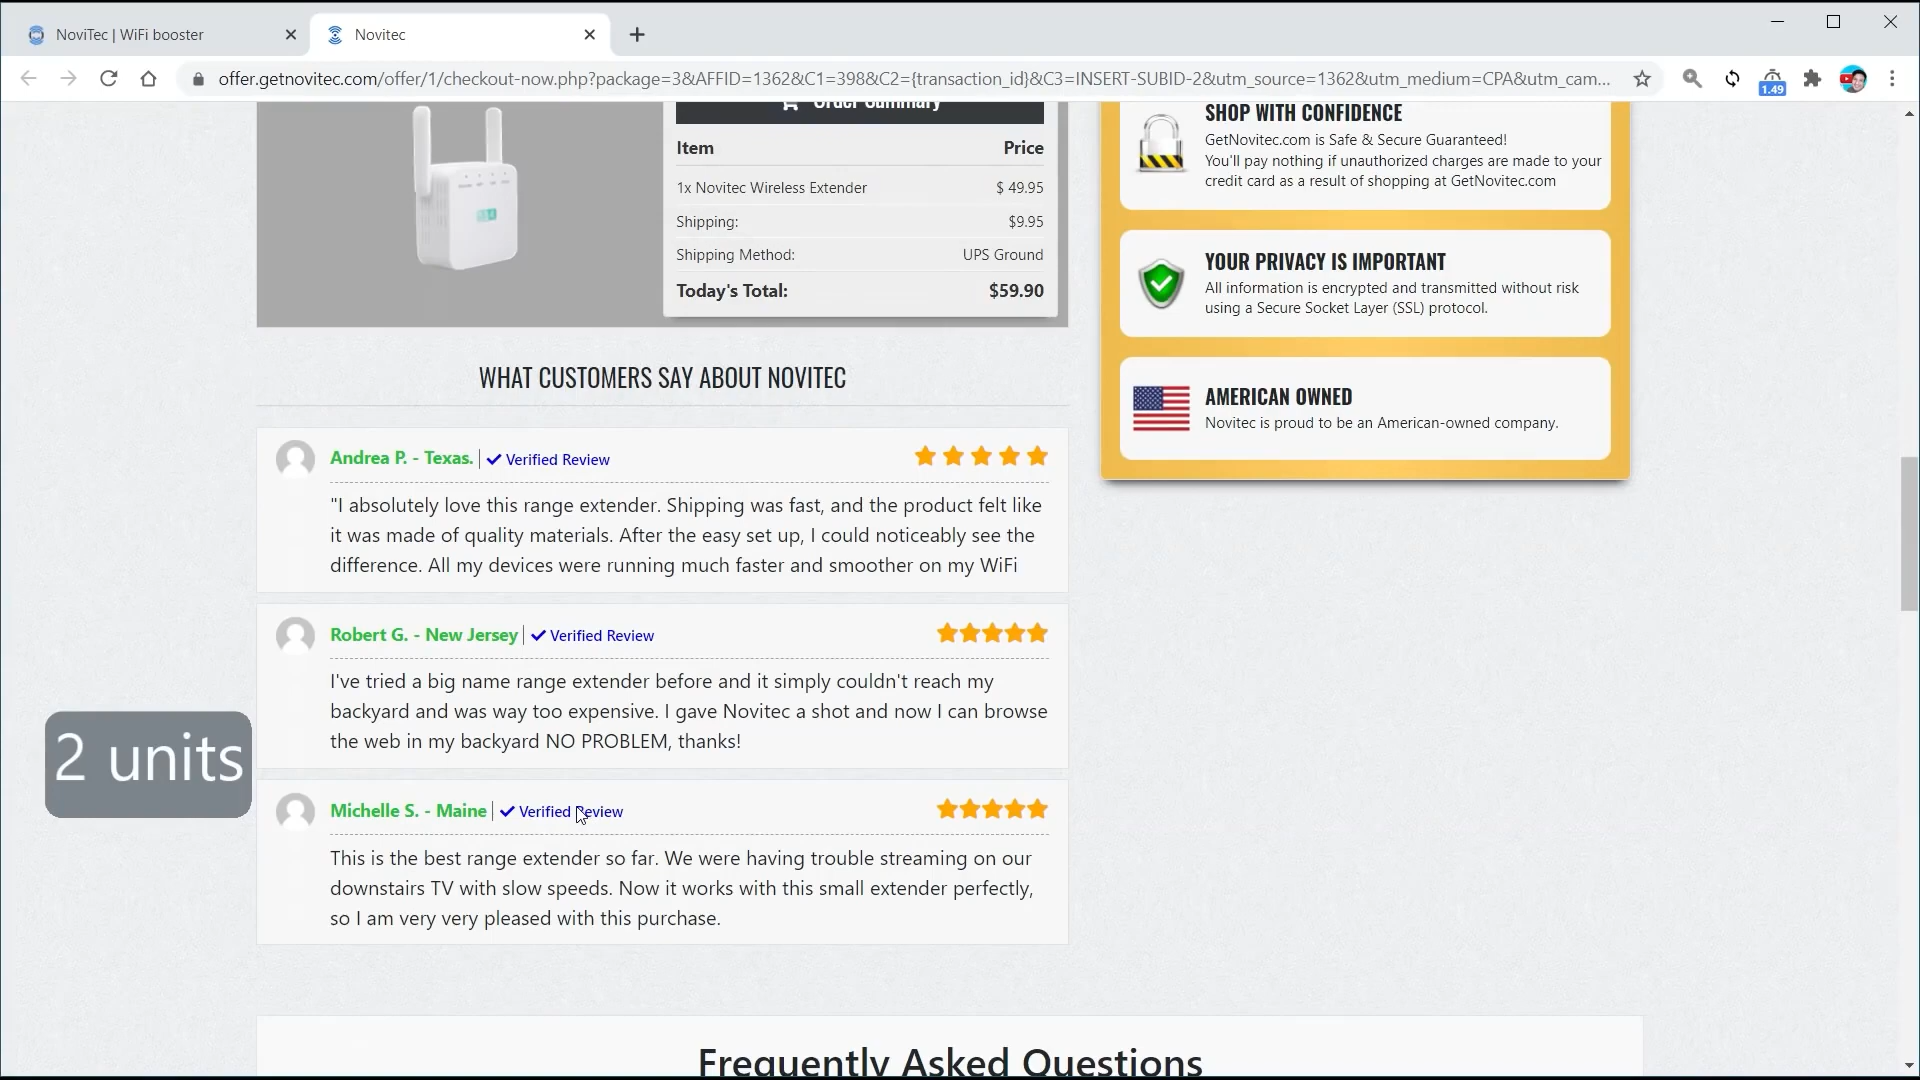 NoviTec | WiFi booster
Novitec
offer.getnovitec.com/offer/1/checkout-now.php?package=3&AFFID=1362&C1=398&C2={transaction_id}&C3=INSERT-SUBID-2&utm_source=1362&utm_medium=CPA&utm_cam...
1.49
Order Summary
Item Price
1x Novitec Wireless Extender $ 49.95
Shipping: $9.95
Shipping Method: UPS Ground
Today's Total: $59.90
SHOP WITH CONFIDENCE
GetNovitec.com is Safe & Secure Guaranteed!
You'll pay nothing if unauthorized charges are made to your
credit card as a result of shopping at GetNovitec.com
YOUR PRIVACY IS IMPORTANT
All information is encrypted and transmitted without risk
using a Secure Socket Layer (SSL) protocol.
AMERICAN OWNED
Novitec is proud to be an American-owned company.
WHAT CUSTOMERS SAY ABOUT NOVITEC
Andrea P. - Texas. | ✓ Verified Review
"I absolutely love this range extender. Shipping was fast, and the product felt like
it was made of quality materials. After the easy set up, I could noticeably see the
difference. All my devices were running much faster and smoother on my WiFi
Robert G. - New Jersey | ✓ Verified Review
I've tried a big name range extender before and it simply couldn't reach my
backyard and was way too expensive. I gave Novitec a shot and now I can browse
the web in my backyard NO PROBLEM, thanks!
2 units
Michelle S. - Maine | ✓ Verified Review
This is the best range extender so far. We were having trouble streaming on our
downstairs TV with slow speeds. Now it works with this small extender perfectly,
so I am very very pleased with this purchase.
Frequently Asked Questions